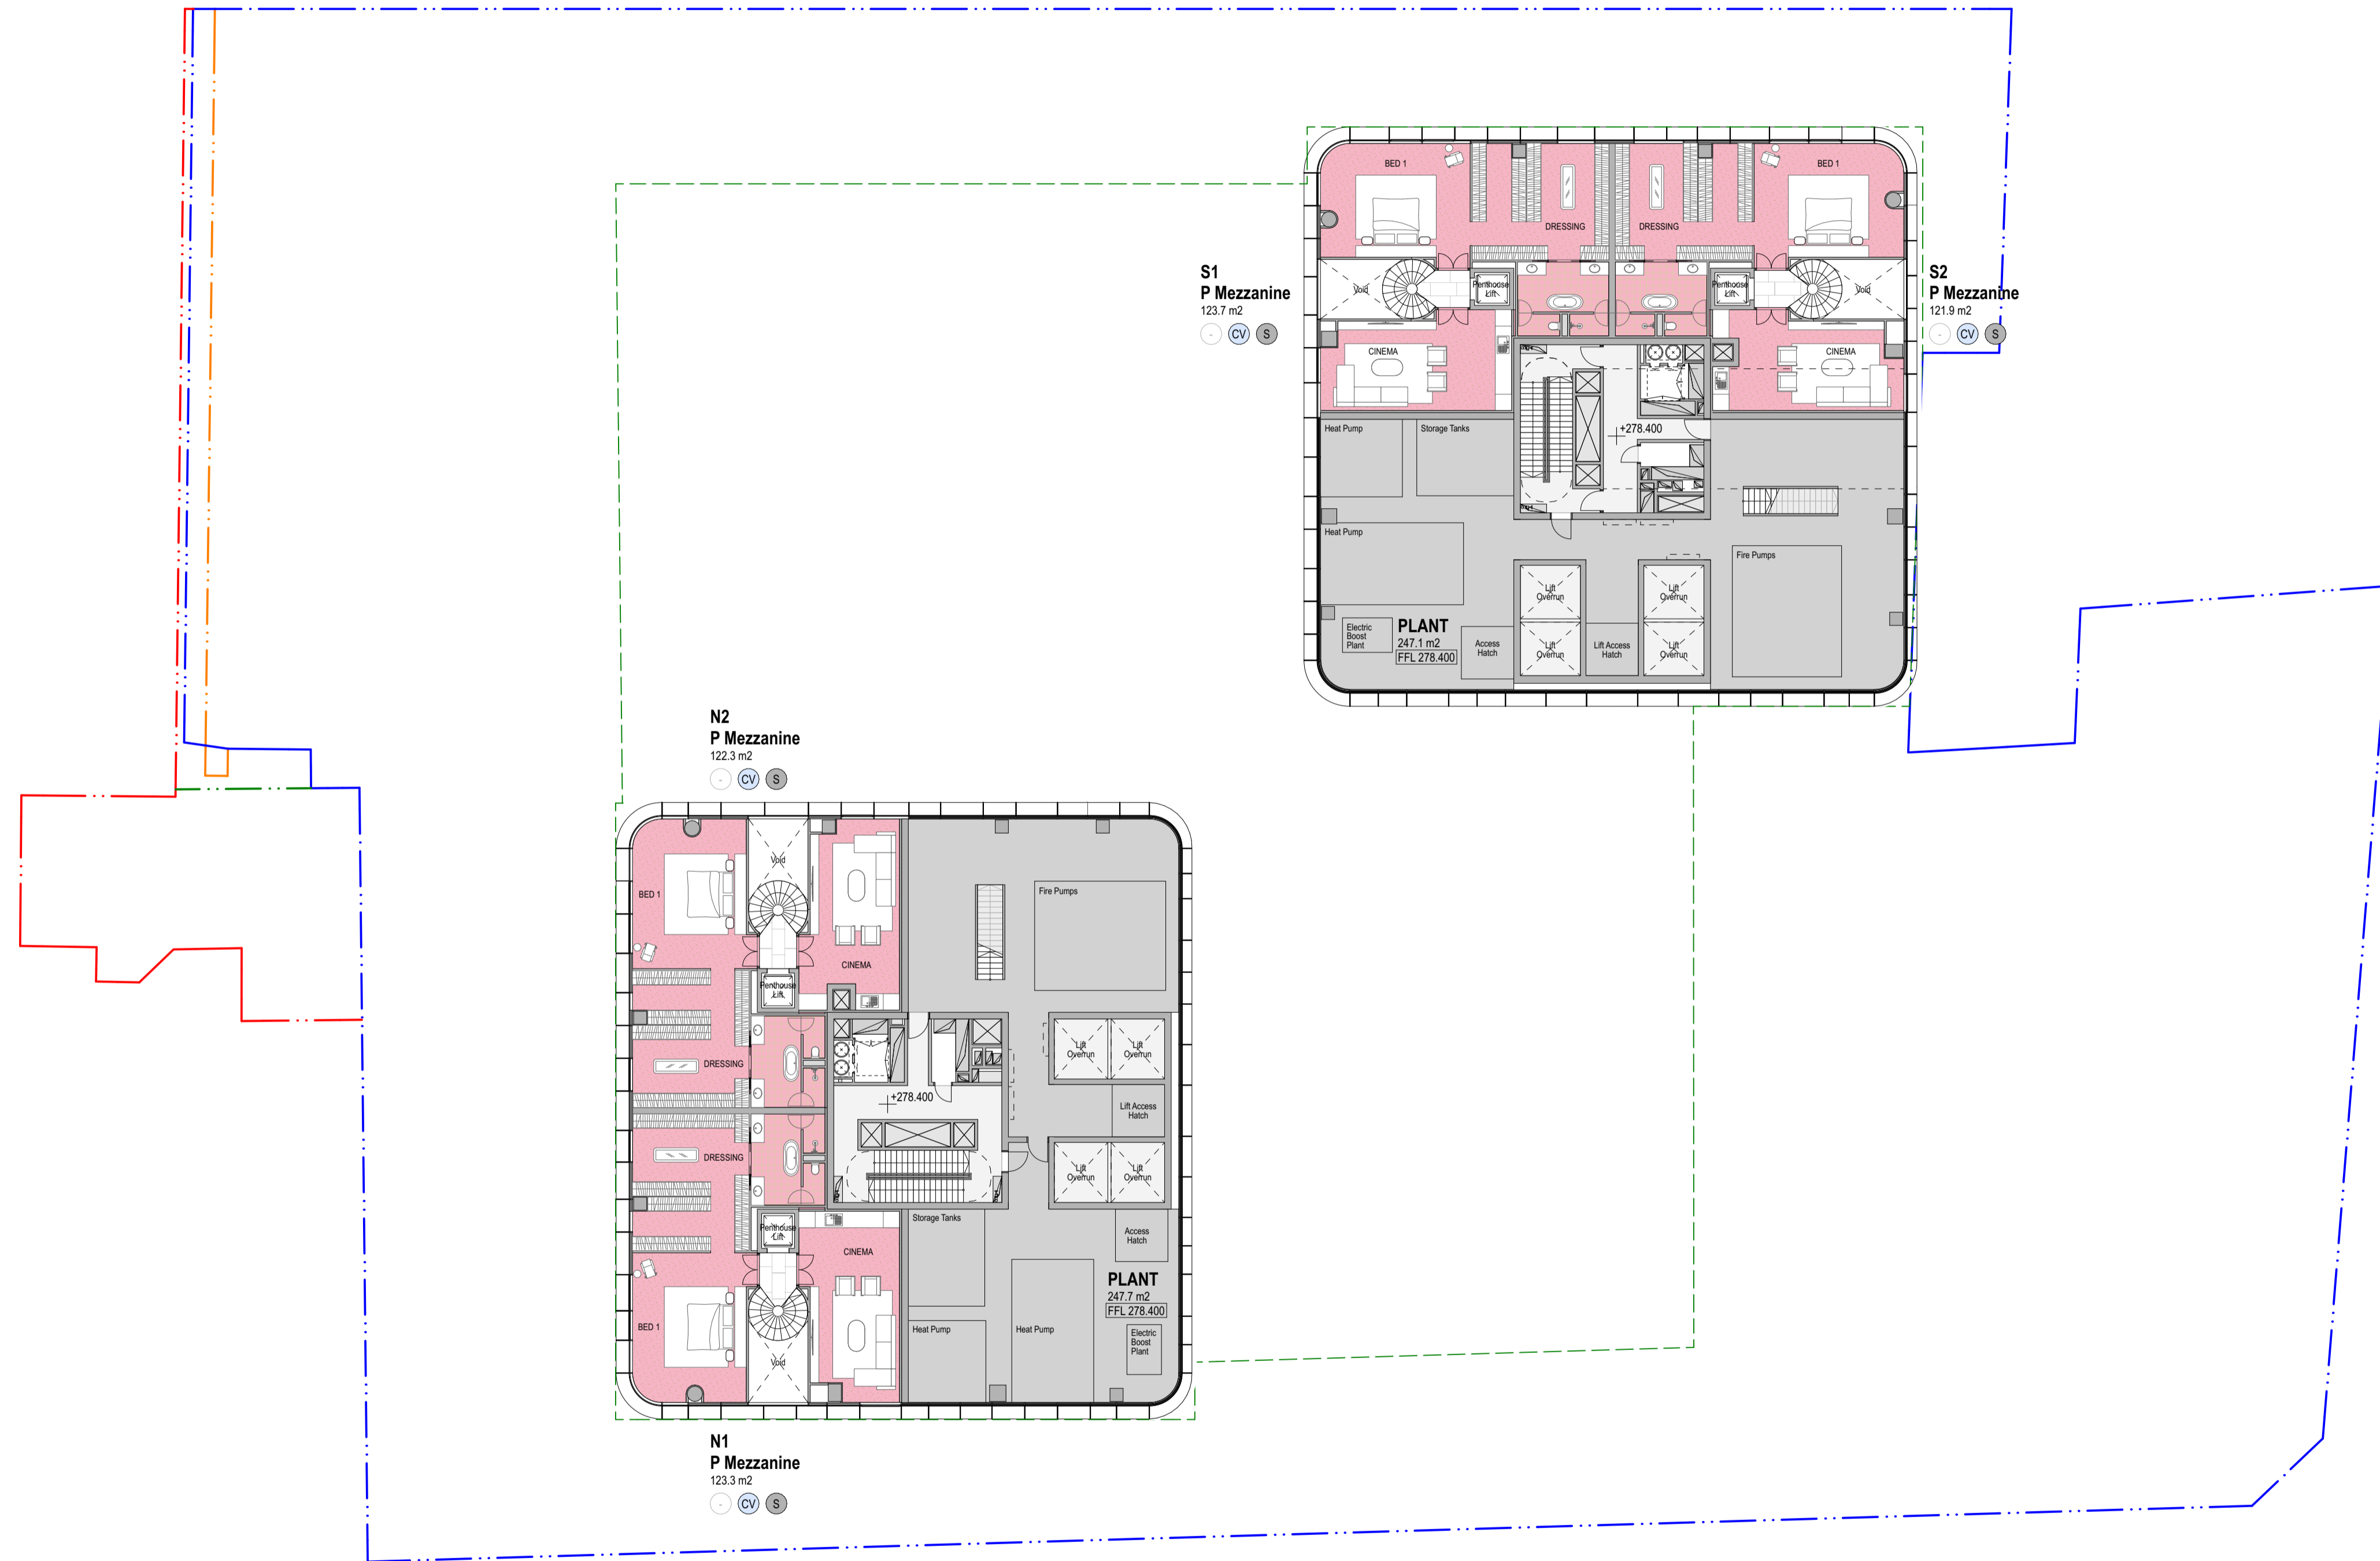 BED 1
BED 1
DRESSING
DRESSING
S1
P Mezzanine
123.7 m2
- CV S
S2
P Mezzanine
121.9 m2
- CV S
Void
Penthouse
Lift
Penthouse
Lift
Void
CINEMA
CINEMA
Heat Pump
Storage Tanks
+278.400
Heat Pump
Fire Pumps
Lift
Overrun
Lift
Overrun
Electric
Boost
Plant
PLANT
247.1 m2
FFL 278.400
Access
Hatch
Lift
Overrun
Lift Access
Hatch
Lift
Overrun
N2
P Mezzanine
122.3 m2
- CV S
Void
BED 1
Fire Pumps
CINEMA
Penthouse
Lift
DRESSING
Lift
Overrun
Lift
Overrun
+278.400
Lift Access
Hatch
DRESSING
Lift
Overrun
Lift
Overrun
Penthouse
Lift
Storage Tanks
Access
Hatch
CINEMA
PLANT
247.7 m2
FFL 278.400
BED 1
Heat Pump
Heat Pump
Electric
Boost
Plant
Void
N1
P Mezzanine
123.3 m2
- CV S